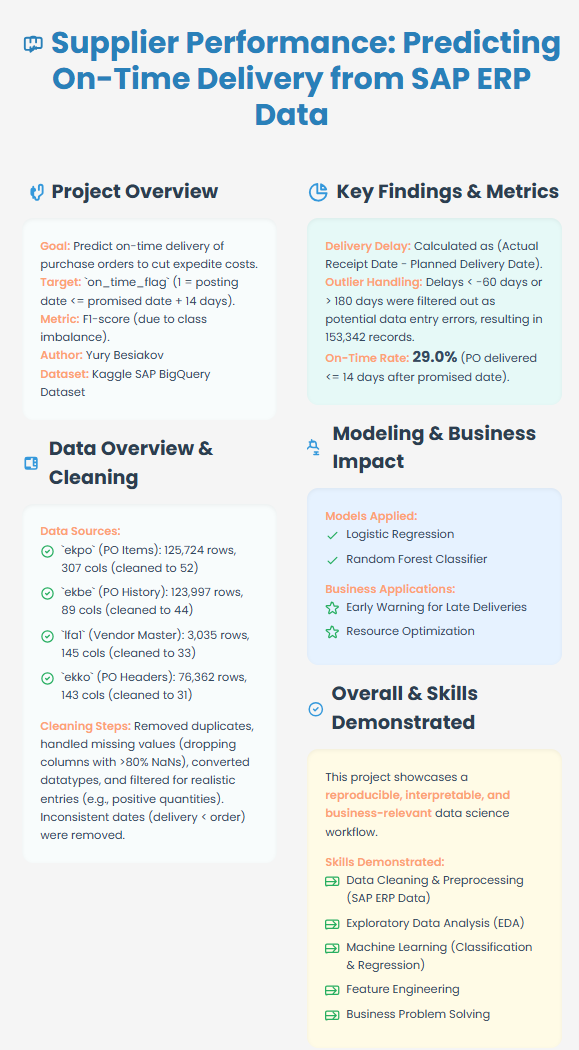 Supplier Performance: Predicting
On-Time Delivery from SAP ERP
Data
Project Overview
Goal: Predict on-time delivery of
purchase orders to cut expedite costs.
Target: `on_time_flag` (1 = posting
date <= promised date + 14 days).
Metric: F1-score (due to class
imbalance).
Author: Yury Besiakov
Dataset: Kaggle SAP BigQuery
Dataset
Data Overview &
Cleaning
Data Sources:
`ekpo` (PO Items): 125,724 rows,
307 cols (cleaned to 52)
`ekbe` (PO History): 123,997 rows,
89 cols (cleaned to 44)
`lfa1` (Vendor Master): 3,035 rows,
145 cols (cleaned to 33)
`ekko` (PO Headers): 76,362 rows,
143 cols (cleaned to 31)
Cleaning Steps: Removed duplicates,
handled missing values (dropping
columns with >80% NaNs), converted
datatypes, and filtered for realistic
entries (e.g., positive quantities).
Inconsistent dates (delivery < order)
were removed.
Key Findings & Metrics
Delivery Delay: Calculated as (Actual
Receipt Date - Planned Delivery Date).
Outlier Handling: Delays < -60 days or
> 180 days were filtered out as
potential data entry errors, resulting in
153,342 records.
On-Time Rate: 29.0% (PO delivered
<= 14 days after promised date).
Modeling & Business
Impact
Models Applied:
Logistic Regression
Random Forest Classifier
Business Applications:
Early Warning for Late Deliveries
Resource Optimization
Overall & Skills
Demonstrated
This project showcases a
reproducible, interpretable, and
business-relevant data science
workflow.
Skills Demonstrated:
Data Cleaning & Preprocessing
(SAP ERP Data)
Exploratory Data Analysis (EDA)
Machine Learning (Classification
& Regression)
Feature Engineering
Business Problem Solving